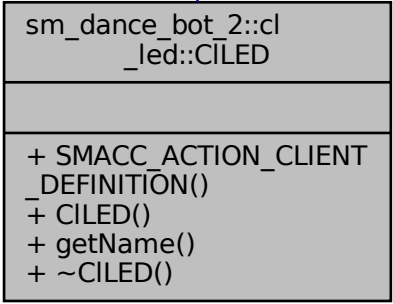 sm_dance_bot_2::cl
_led::ClLED
+ SMACC_ACTION_CLIENT
_DEFINITION()
+ ClLED()
+ getName()
+ ~ClLED()